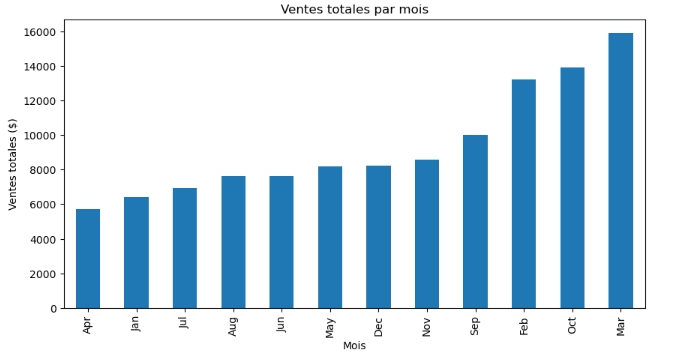 Ventes totales par mois
Ventes totales ($)
16000
14000
12000
10000
8000
6000
4000
2000
0
Apr
Jan
Jul
Aug
Jun
May
Dec
Nov
Sep
Feb
Oct
Mar
Mois